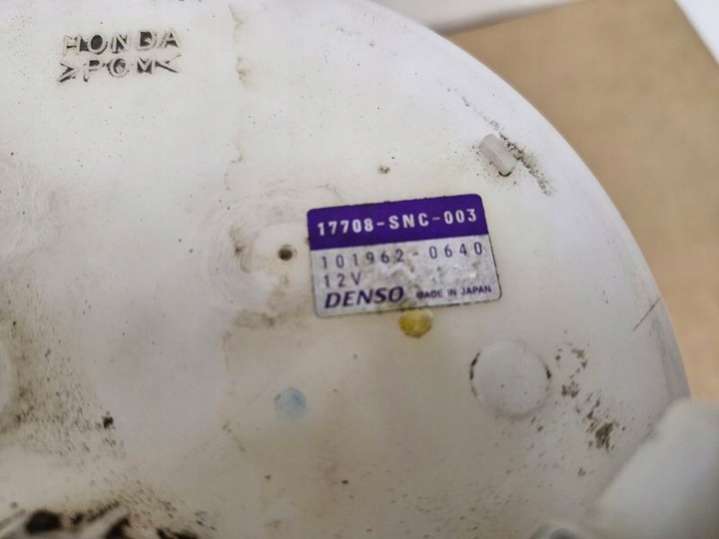 HONDA
>POM<
17708-SNC-003
101962-0640
12V
DENSO MADE IN JAPAN